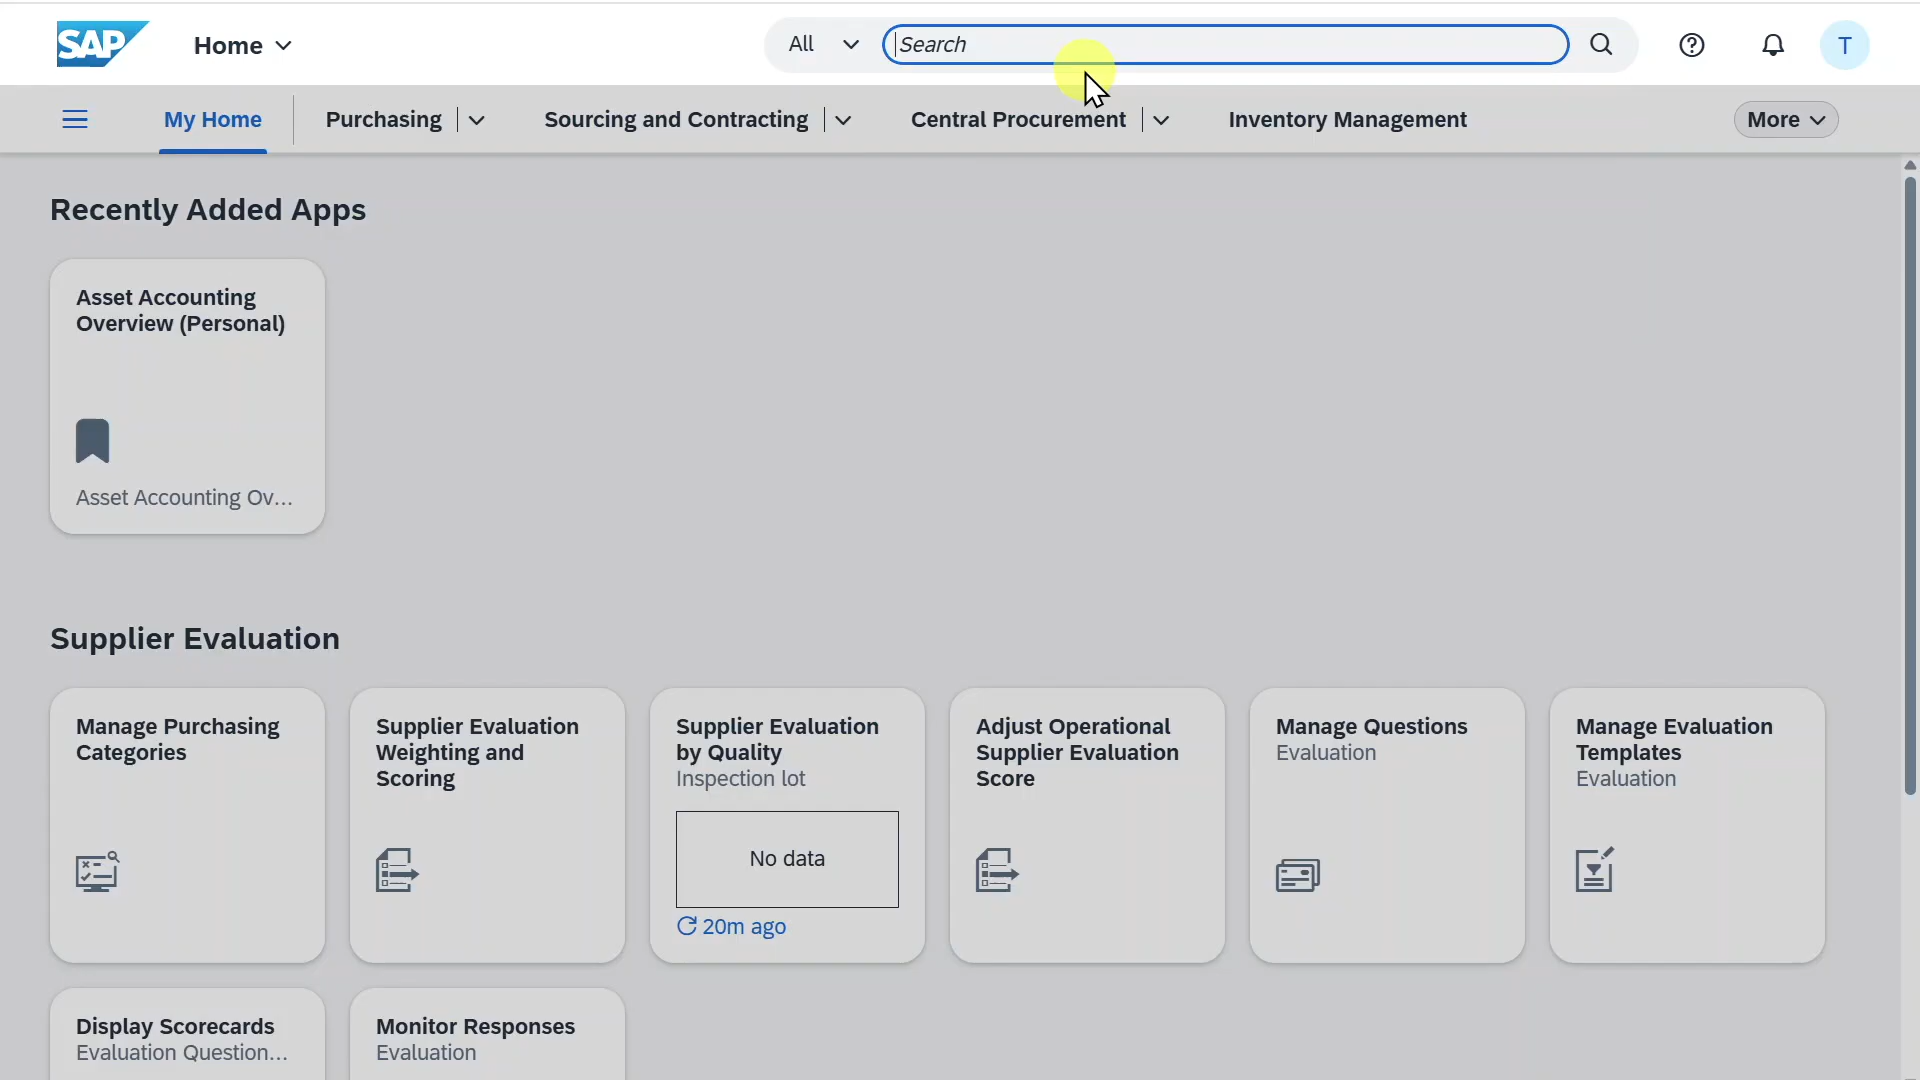 SAP
Home
All
Search
T
My Home
Purchasing
Sourcing and Contracting
Central Procurement
Inventory Management
More
Recently Added Apps
Asset Accounting
Overview (Personal)
Asset Accounting Ov...
Supplier Evaluation
Manage Purchasing
Categories
Supplier Evaluation
Weighting and
Scoring
Supplier Evaluation
by Quality
Inspection lot
No data
20m ago
Adjust Operational
Supplier Evaluation
Score
Manage Questions
Evaluation
Manage Evaluation
Templates
Evaluation
Display Scorecards
Evaluation Question...
Monitor Responses
Evaluation